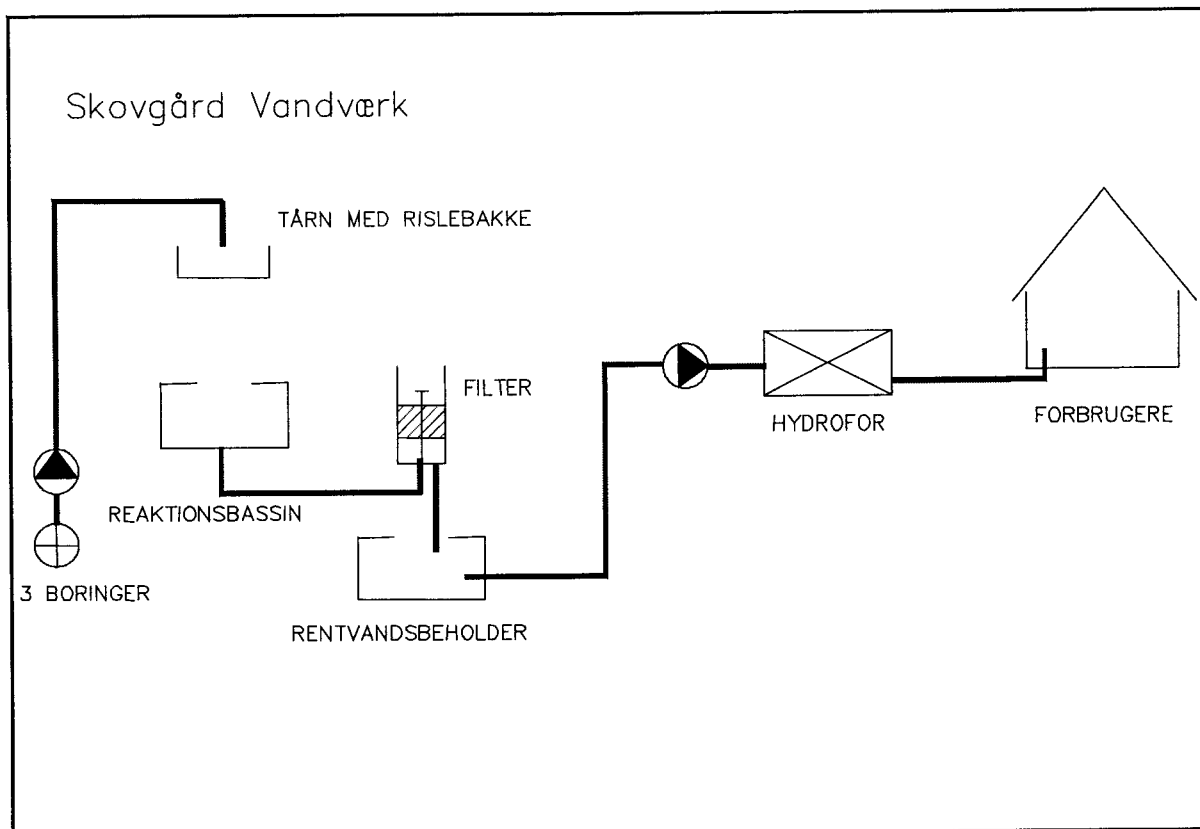 Skovgård Vandværk
TÅRN MED RISLEBAKKE
FILTER
HYDROFOR
FORBRUGERE
REAKTIONSBASSIN
3 BORINGER
RENTVANDSBEHOLDER